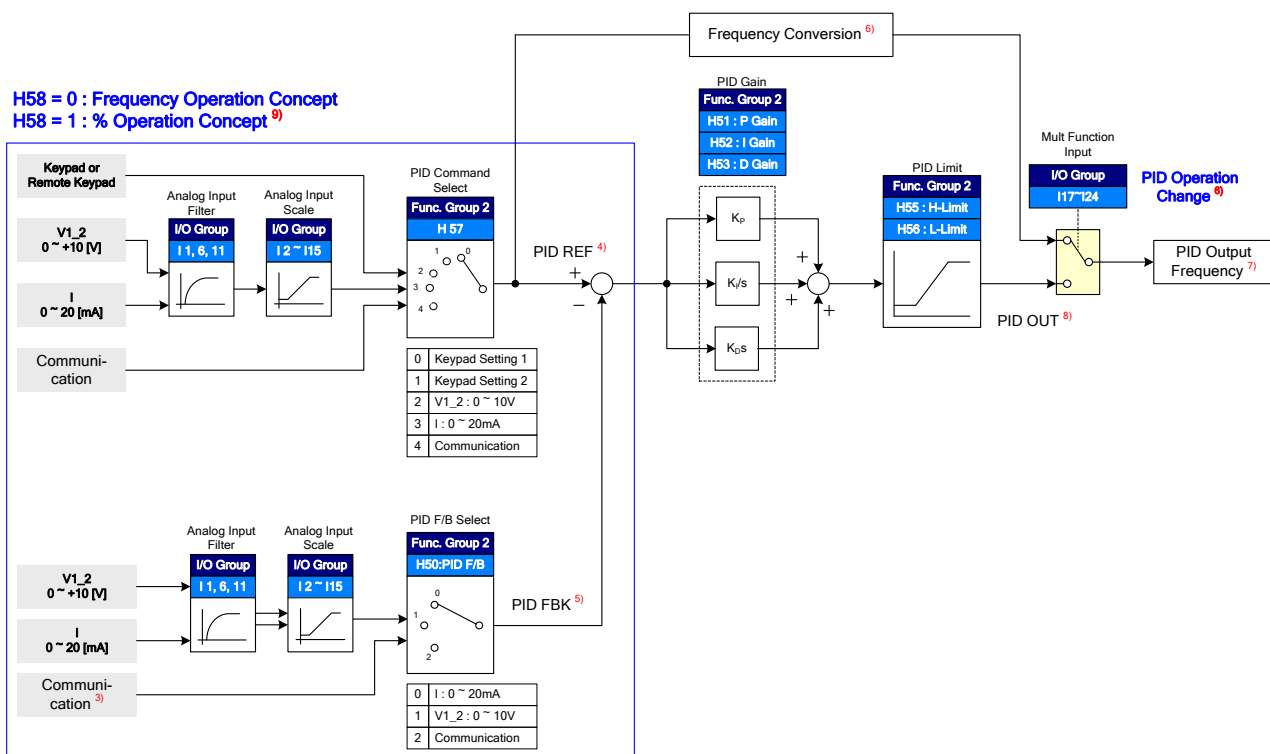 Frequency Conversion 6)
H58 = 0 : Frequency Operation Concept
H58 = 1 : % Operation Concept 9)
PID Gain
Func. Group 2
H51 : P Gain
H52 : I Gain
H53 : D Gain
Mult Function
Input
I/O Group
I17~I24
PID Operation
Change 6)
Keypad or
Remote Keypad
V1_2
0 ~ +10 [V]
I
0 ~ 20 [mA]
Communi-
cation
Analog Input
Filter
I/O Group
I 1, 6, 11
Analog Input
Scale
I/O Group
I 2 ~ I15
PID Command
Select
Func. Group 2
H 57
0
1
2
3
4
PID REF 4)
+
−
KP
KI/s
KDs
+
+
+
PID Limit
Func. Group 2
H55 : H-Limit
H56 : L-Limit
PID OUT 8)
PID Output
Frequency 7)
0 Keypad Setting 1
1 Keypad Setting 2
2 V1_2 : 0 ~ 10V
3 I : 0 ~ 20mA
4 Communication
V1_2
0 ~ +10 [V]
I
0 ~ 20 [mA]
Communi-
cation 3)
Analog Input
Filter
I/O Group
I 1, 6, 11
Analog Input
Scale
I/O Group
I 2 ~ I15
PID F/B Select
Func. Group 2
H50:PID F/B
0
1
2
PID FBK 5)
0 I : 0 ~ 20mA
1 V1_2 : 0 ~ 10V
2 Communication